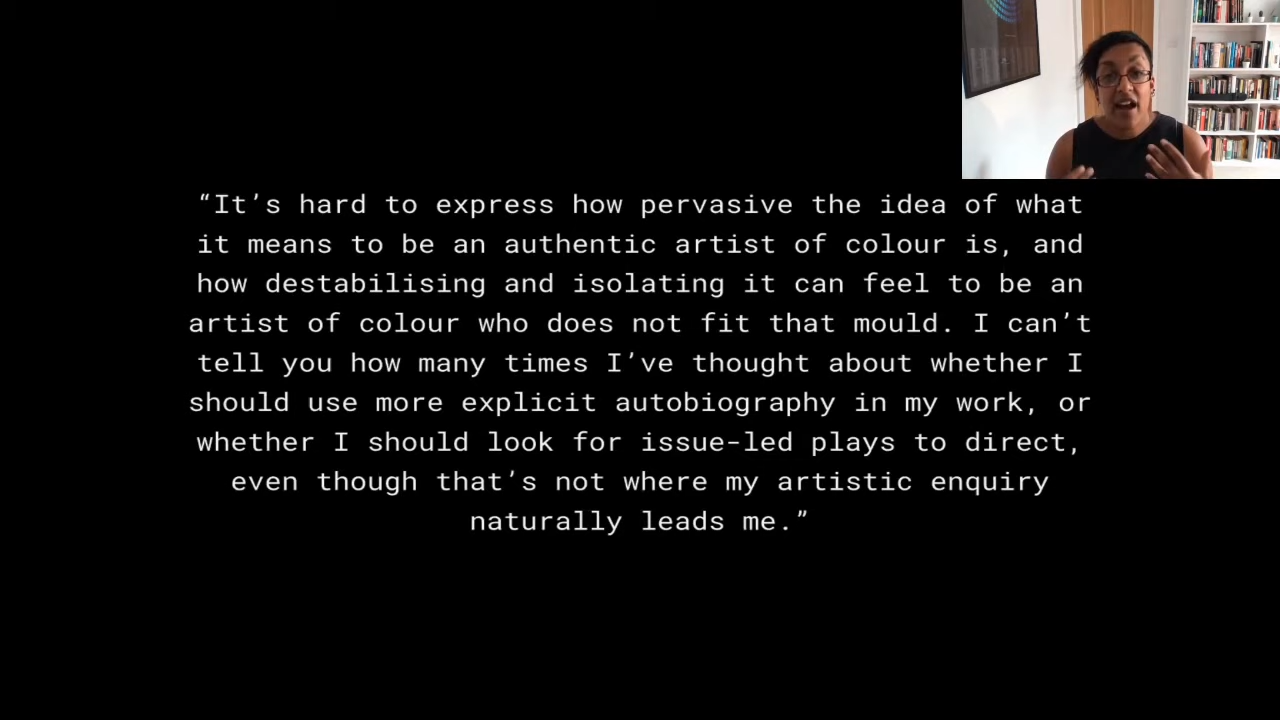 “It’s hard to express how pervasive the idea of what
it means to be an authentic artist of colour is, and
how destabilising and isolating it can feel to be an
artist of colour who does not fit that mould. I can’t
tell you how many times I’ve thought about whether I
should use more explicit autobiography in my work, or
whether I should look for issue-led plays to direct,
even though that’s not where my artistic enquiry
naturally leads me.”